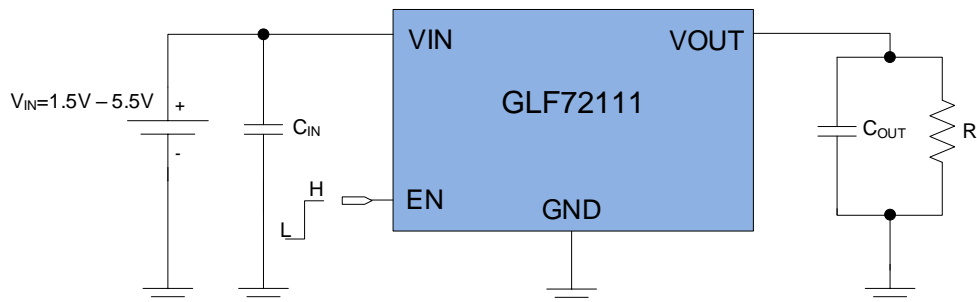 VIN
VOUT
GLF72111
VIN=1.5V – 5.5V
+
-
CIN
COUT
R
H
L
EN
GND